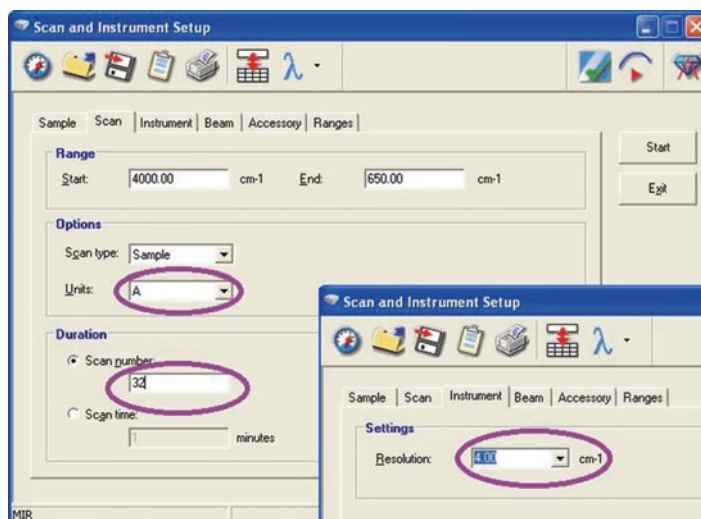 Scan and Instrument Setup
λ
Sample Scan Instrument Beam Accessory Ranges
Start
Exit
Range
Start: 4000.00 cm-1 End: 650.00 cm-1
Options
Scan type: Sample
Units: A
Duration
Scan number:
32
Scan time:
1 minutes
MIR
Scan and Instrument Setup
λ
Sample Scan Instrument Beam Accessory Ranges
Settings
Resolution: 4.00 cm-1